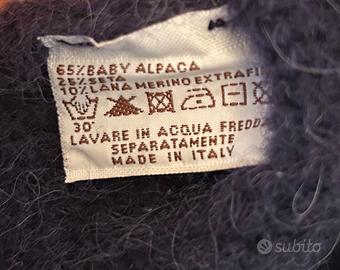 65% BABY ALPACA
25% SETA
10% LANA MERINO EXTRAFI
30°
LAVARE IN ACQUA FREDDA
SEPARATAMENTE
MADE IN ITALY
subito